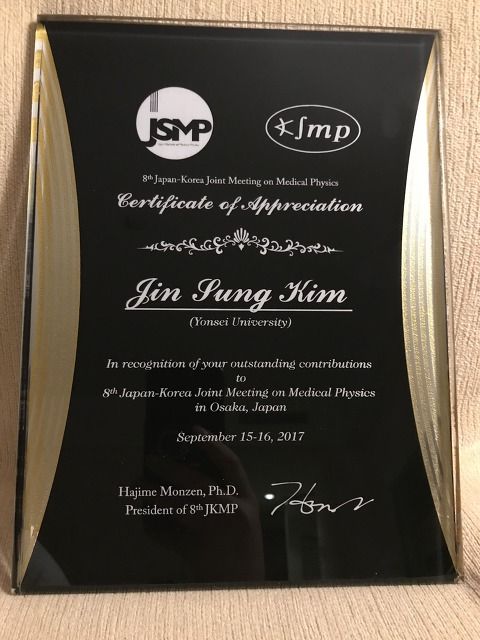 JSMP
ksmp
8th Japan-Korea Joint Meeting on Medical Physics
Certificate of Appreciation
Jin Sung Kim
(Yonsei University)
In recognition of your outstanding contributions
to
8th Japan-Korea Joint Meeting on Medical Physics
in Osaka, Japan
September 15-16, 2017
Hajime Monzen, Ph.D.
President of 8th JKMP